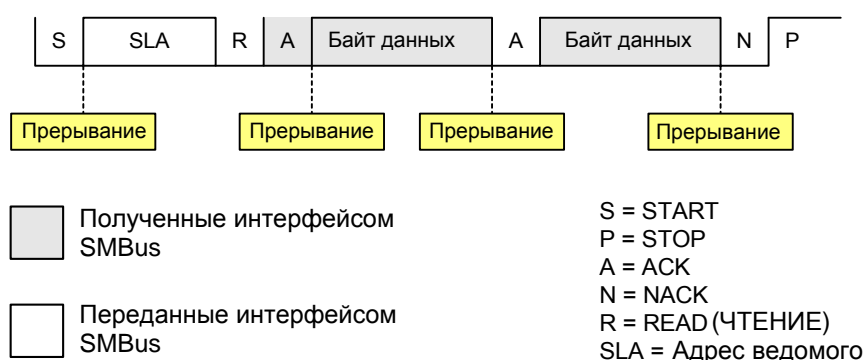 S SLA R A Байт данных A Байт данных N P
Прерывание Прерывание Прерывание Прерывание
Полученные интерфейсом
SMBus
Переданные интерфейсом
SMBus
S = START
P = STOP
A = ACK
N = NACK
R = READ (ЧТЕНИЕ)
SLA = Адрес ведомого